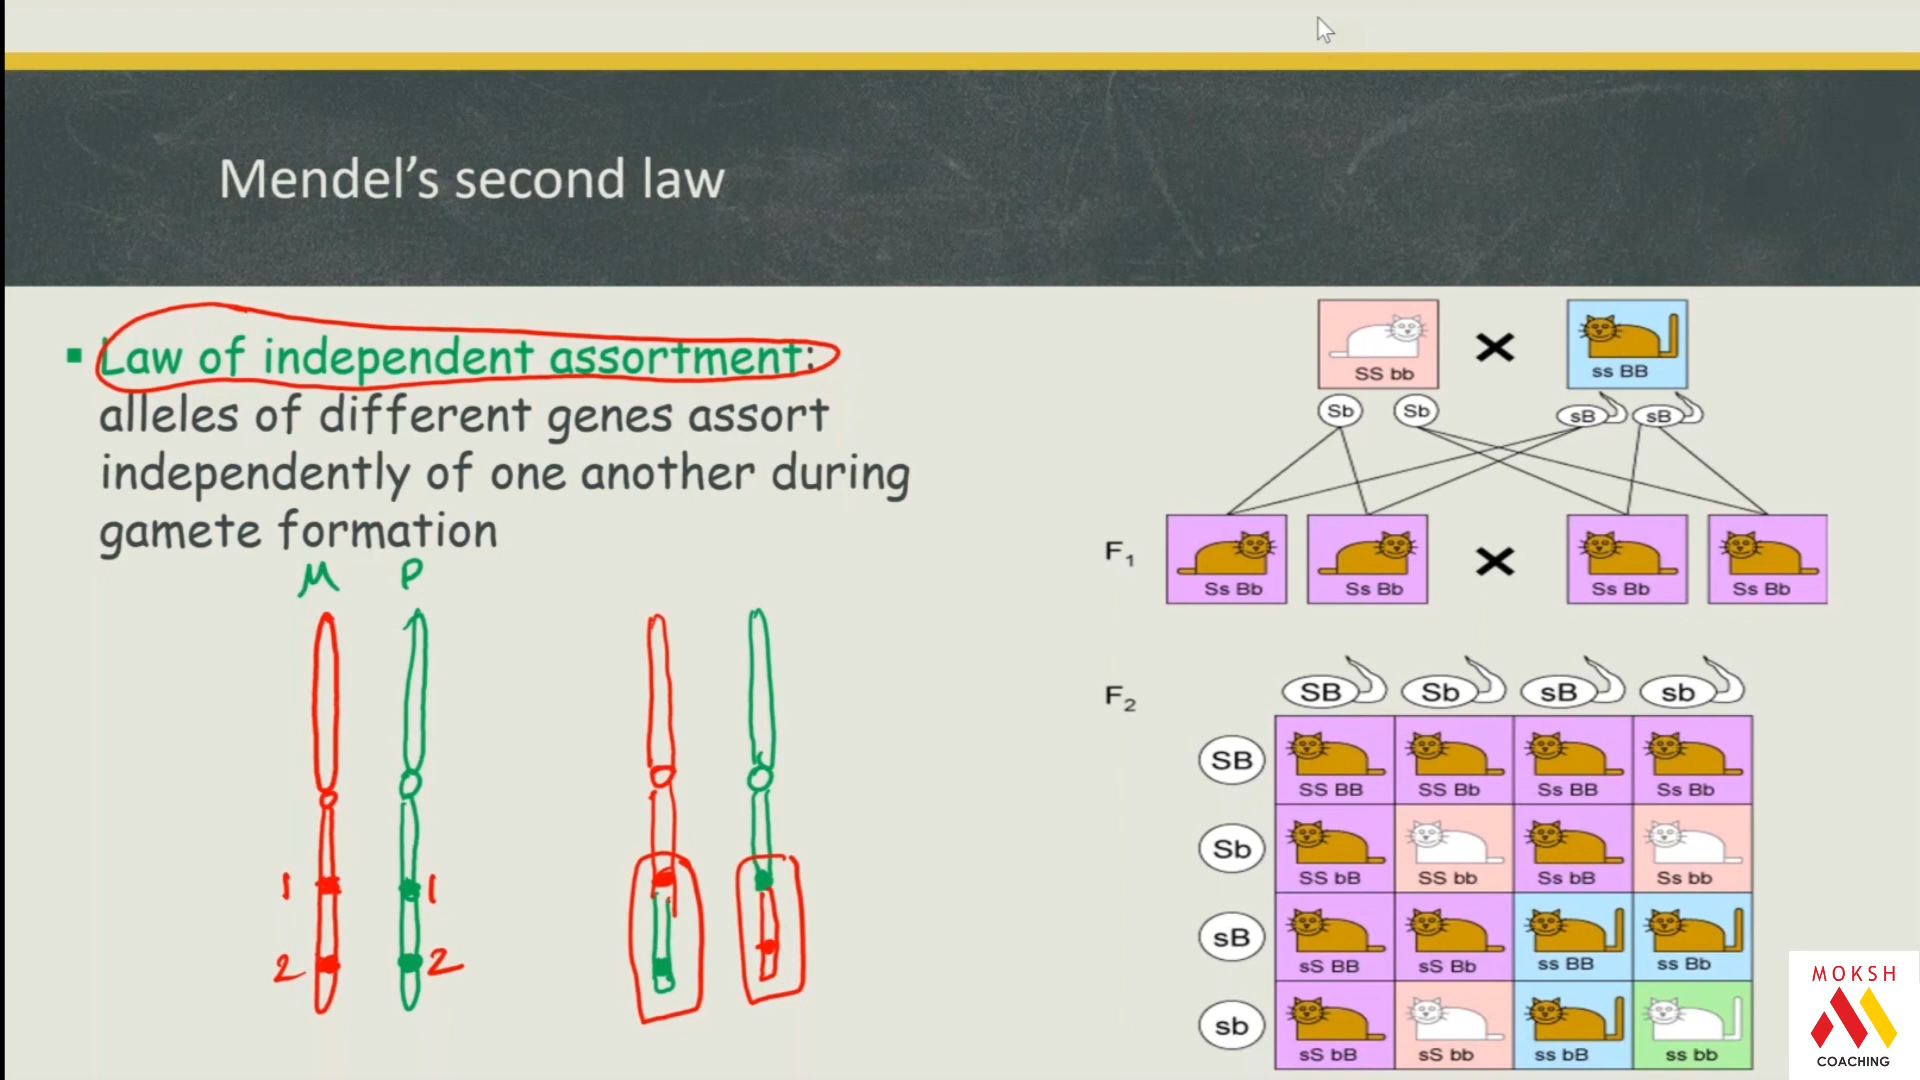 Mendel's second law
▪ Law of independent assortment:
alleles of different genes assort
independently of one another during
gamete formation
M P
1 1
2 2
SS bb
ss BB
Sb Sb sB sB
F1
Ss Bb Ss Bb Ss Bb Ss Bb
F2
SB Sb sB sb
SB
SS BB SS Bb Ss BB Ss Bb
Sb
SS bB SS bb Ss bB Ss bb
sB
sS BB sS Bb ss BB ss Bb
sb
sS bB sS bb ss bB ss bb
MOKSH
COACHING